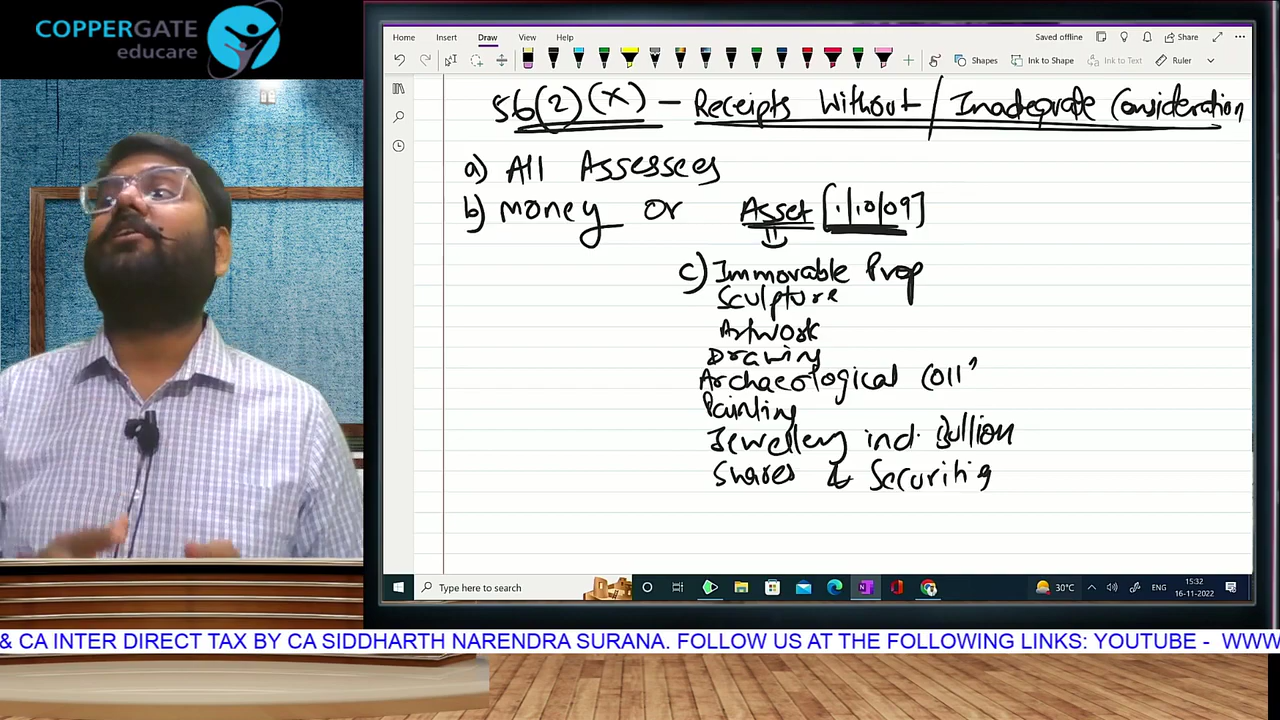 COPPERGATE
educare
Home Insert Draw View Help
Saved offline
Share
Shapes
Ink to Shape
Ink to Text
Ruler
56(2)(x) - Receipts Without / Inadequate Consideration
a) All Assessees
b) money or Asset [1/10/09]
c) Immovable Prop
Sculpture
Artwork
Drawing
Archaeological Coll'
Painting
Jewellery incl. Bullion
Shares & Securities
Type here to search
30°C
ENG
15:32
16-11-2022
& CA INTER DIRECT TAX BY CA SIDDHARTH NARENDRA SURANA. FOLLOW US AT THE FOLLOWING LINKS: YOUTUBE - WWW